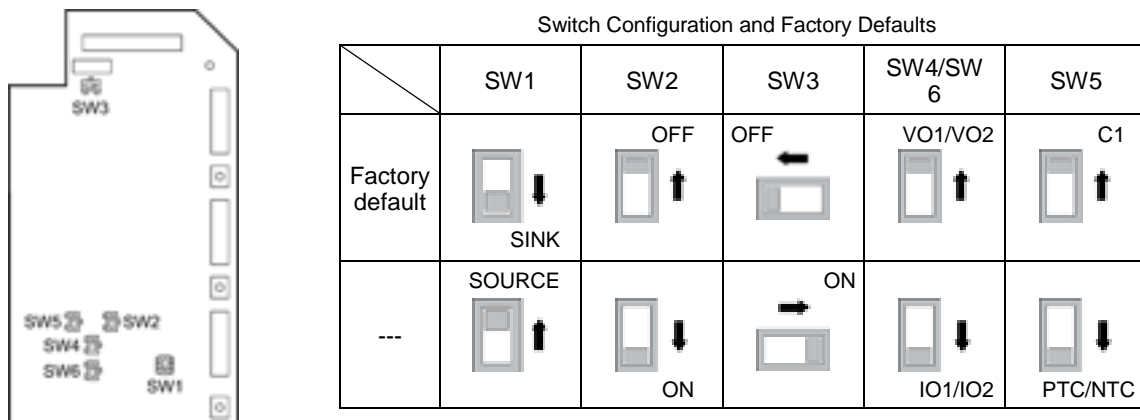 SW3
SW5
SW2
SW4
SW6
SW1
Switch Configuration and Factory Defaults
SW1
SW2
SW3
SW4/SW
6
SW5
Factory
default
SINK
OFF
OFF
VO1/VO2
C1
---
SOURCE
ON
ON
IO1/IO2
PTC/NTC